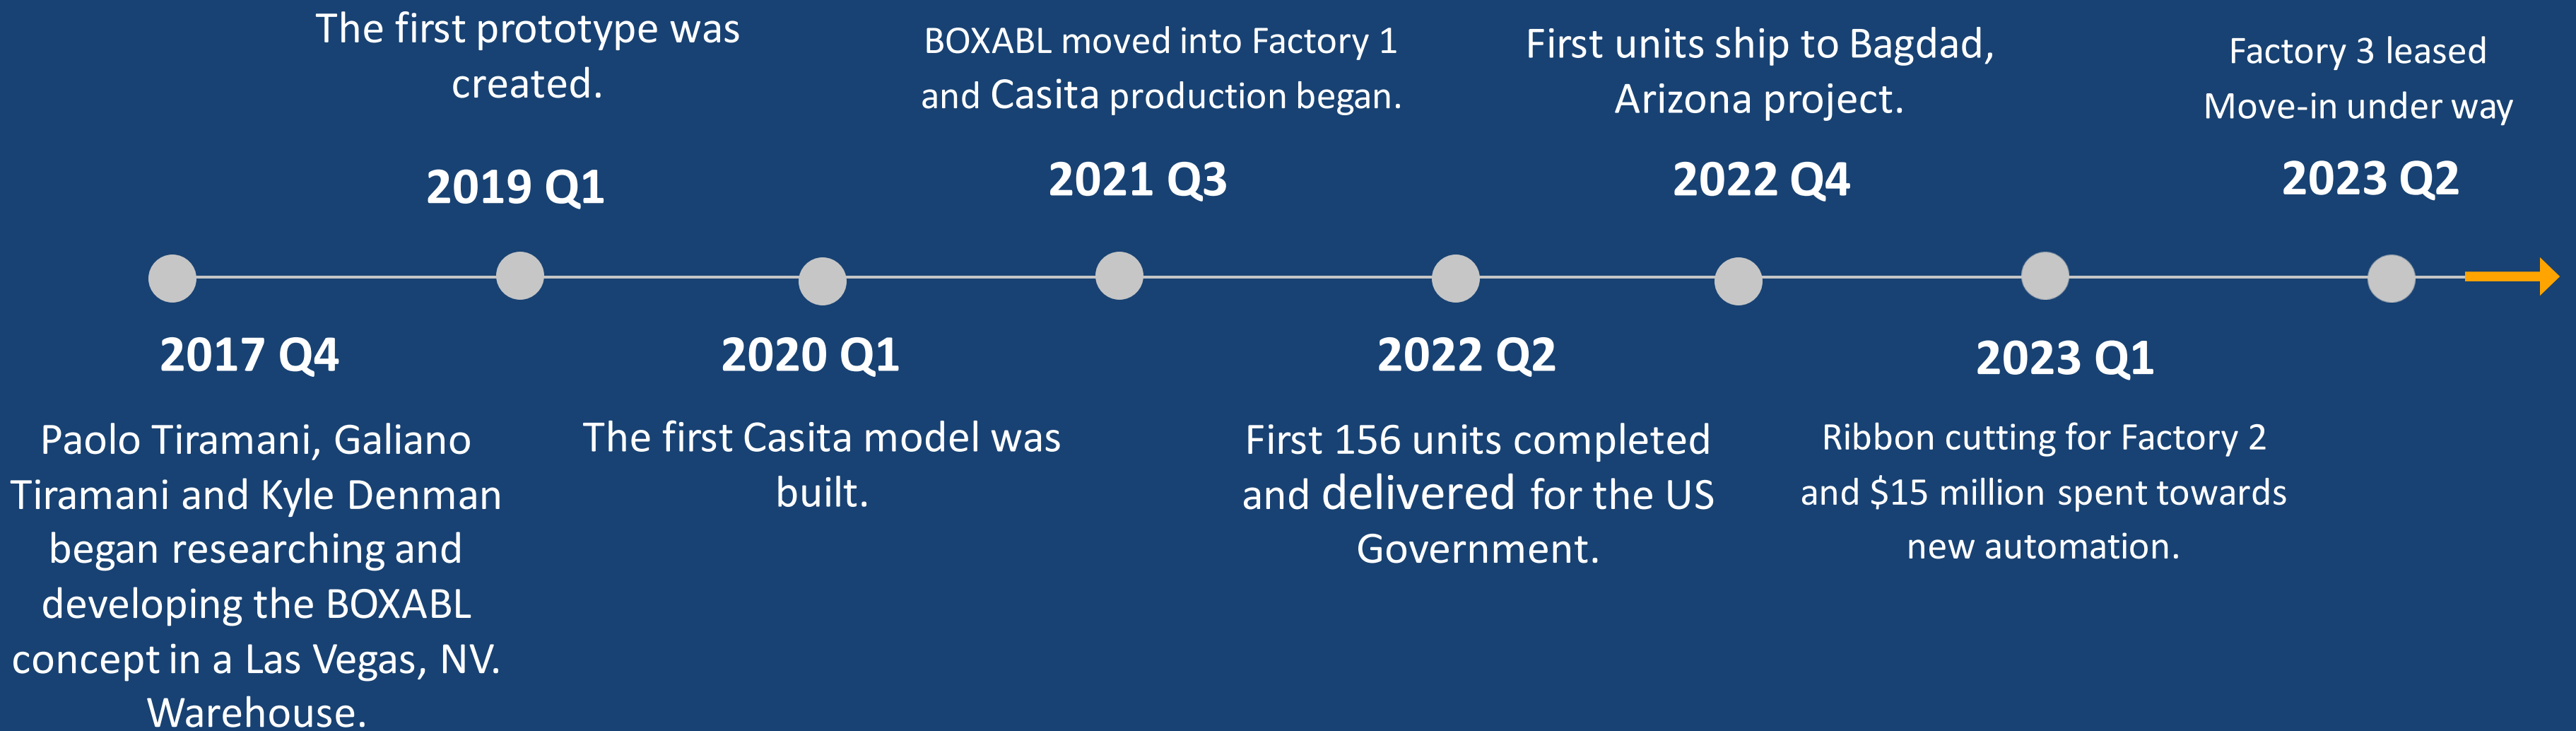 The first prototype was
created.
2019 Q1
BOXABL moved into Factory 1
and Casita production began.
2021 Q3
First units ship to Bagdad,
Arizona project.
2022 Q4
Factory 3 leased
Move-in under way
2023 Q2
2017 Q4
Paolo Tiramani, Galiano
Tiramani and Kyle Denman
began researching and
developing the BOXABL
concept in a Las Vegas, NV.
Warehouse.
2020 Q1
The first Casita model was
built.
2022 Q2
First 156 units completed
and delivered for the US
Government.
2023 Q1
Ribbon cutting for Factory 2
and $15 million spent towards
new automation.